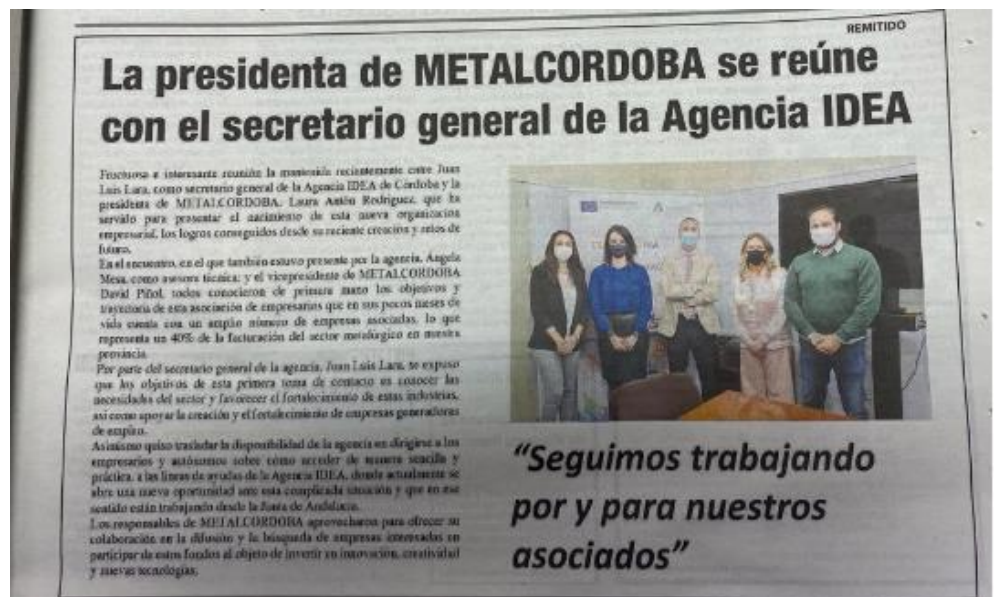 REMITIDO
La presidenta de METALCORDOBA se reúne
con el secretario general de la Agencia IDEA
Fructuosa e interesante reunión la mantenida recientemente entre Juan
Luis Lara, como secretario general de la Agencia IDEA de Córdoba y la
presidenta de METALCORDOBA, Laura Antón Rodríguez, que ha
servido para presentar el nacimiento de esta nueva organización
empresarial, los logros conseguidos desde su reciente creación y retos de
futuro.
En el encuentro, en el que también estuvo presente por la agencia, Ángela
Mesa, como asesora técnica; y el vicepresidente de METALCORDOBA
David Piñol, todos conocieron de primera mano los objetivos y
trayectoria de esta asociación de empresarios que en sus pocos meses de
vida cuenta con un amplio número de empresas asociadas, lo que
representa un 40% de la facturación del sector metalúrgico en nuestra
provincia.
Por parte del secretario general de la agencia, Juan Luis Lara, se expuso
que los objetivos de esta primera toma de contacto es conocer las
necesidades del sector y favorecer el fortalecimiento de estas industrias,
así como apoyar la creación y el fortalecimiento de empresas generadoras
de empleo.
Asimismo quiso trasladar la disponibilidad de la agencia en dirigirse a los
empresarios y autónomos sobre cómo acceder de manera sencilla y
práctica, a las líneas de ayudas de la Agencia IDEA, donde actualmente se
abre una nueva oportunidad ante esta complicada situación y que en ese
sentido están trabajando desde la Junta de Andalucía.
Los responsables de METALCORDOBA aprovecharon para ofrecer su
colaboración en la difusión y la búsqueda de empresas interesadas en
participar de estos fondos al objeto de invertir en innovación, creatividad
y nuevas tecnologías.
“Seguimos trabajando
por y para nuestros
asociados”